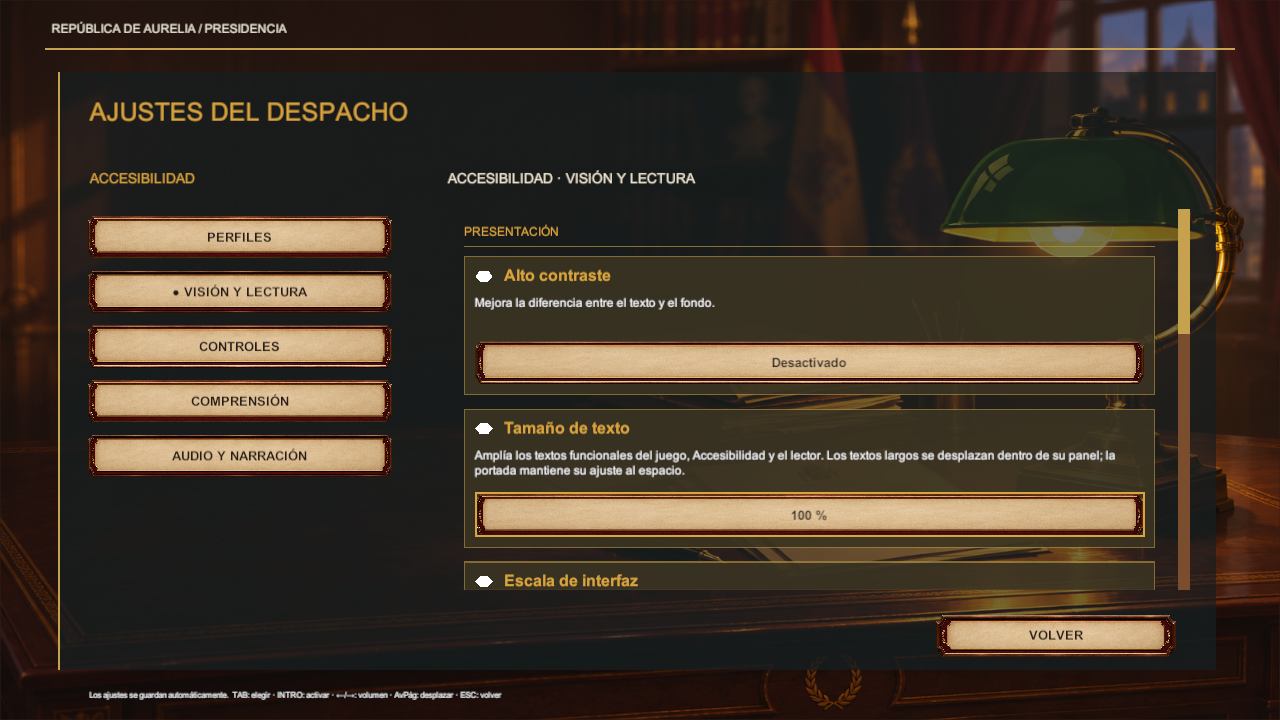 REPÚBLICA DE AURELIA / PRESIDENCIA
AJUSTES DEL DESPACHO
ACCESIBILIDAD
PERFILES
● VISIÓN Y LECTURA
CONTROLES
COMPRENSIÓN
AUDIO Y NARRACIÓN
ACCESIBILIDAD · VISIÓN Y LECTURA
PRESENTACIÓN
Alto contraste
Mejora la diferencia entre el texto y el fondo.
Desactivado
Tamaño de texto
Amplía los textos funcionales del juego, Accesibilidad y el lector. Los textos largos se desplazan dentro de su panel; la
portada mantiene su ajuste al espacio.
100 %
Escala de interfaz
VOLVER
Los ajustes se guardan automáticamente. TAB: elegir · INTRO: activar · ←/→: volumen · AvPág: desplazar · ESC: volver